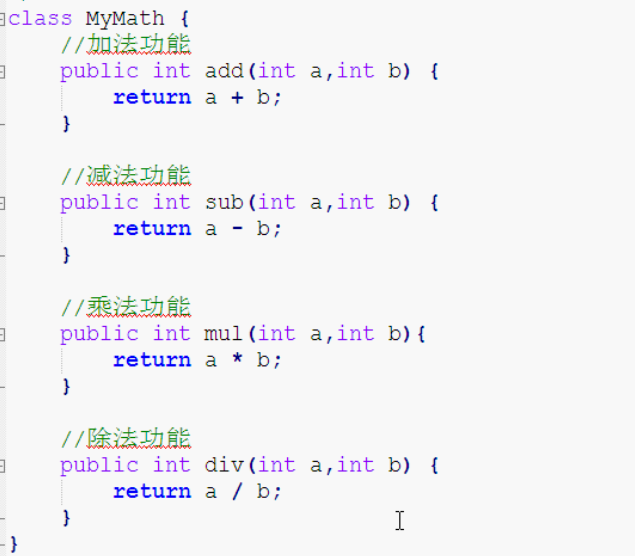 class MyMath {
//加法功能
public int add(int a,int b) {
return a + b;
}
//减法功能
public int sub(int a,int b) {
return a - b;
}
//乘法功能
public int mul(int a,int b){
return a * b;
}
//除法功能
public int div(int a,int b) {
return a / b;
}
}